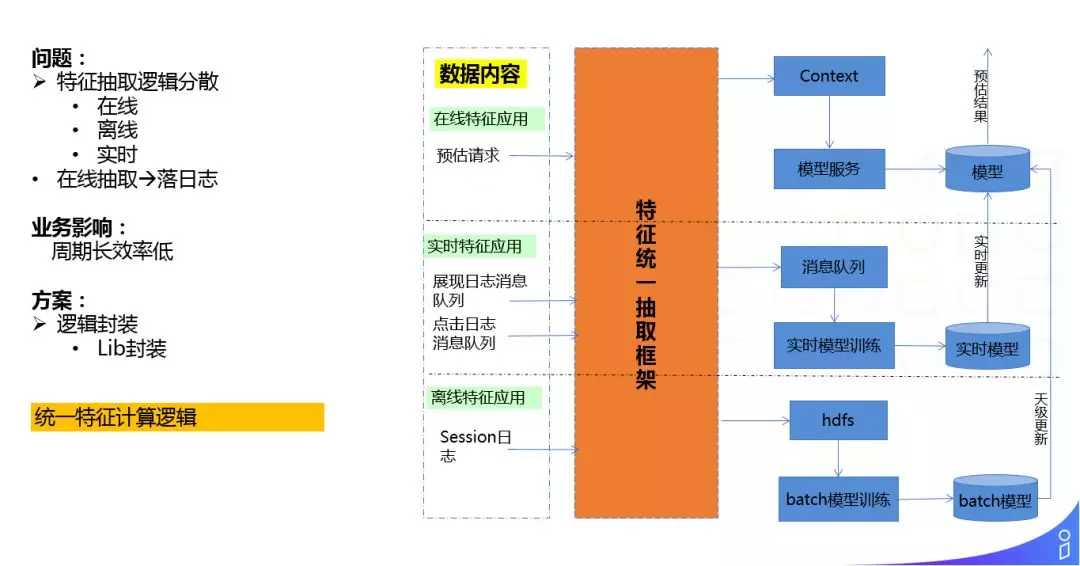 问题：
特征抽取逻辑分散
在线
离线
实时
在线抽取→落日志
业务影响：
周期长效率低
方案：
逻辑封装
Lib封装
统一特征计算逻辑
数据内容
在线特征应用
预估请求
实时特征应用
展现日志消息
队列
点击日志
消息队列
离线特征应用
Session日
志
特征统一抽取框架
Context
模型服务
模型
预估结果
消息队列
实时模型训练
实时模型
实时更新
hdfs
batch模型训练
batch模型
天级更新